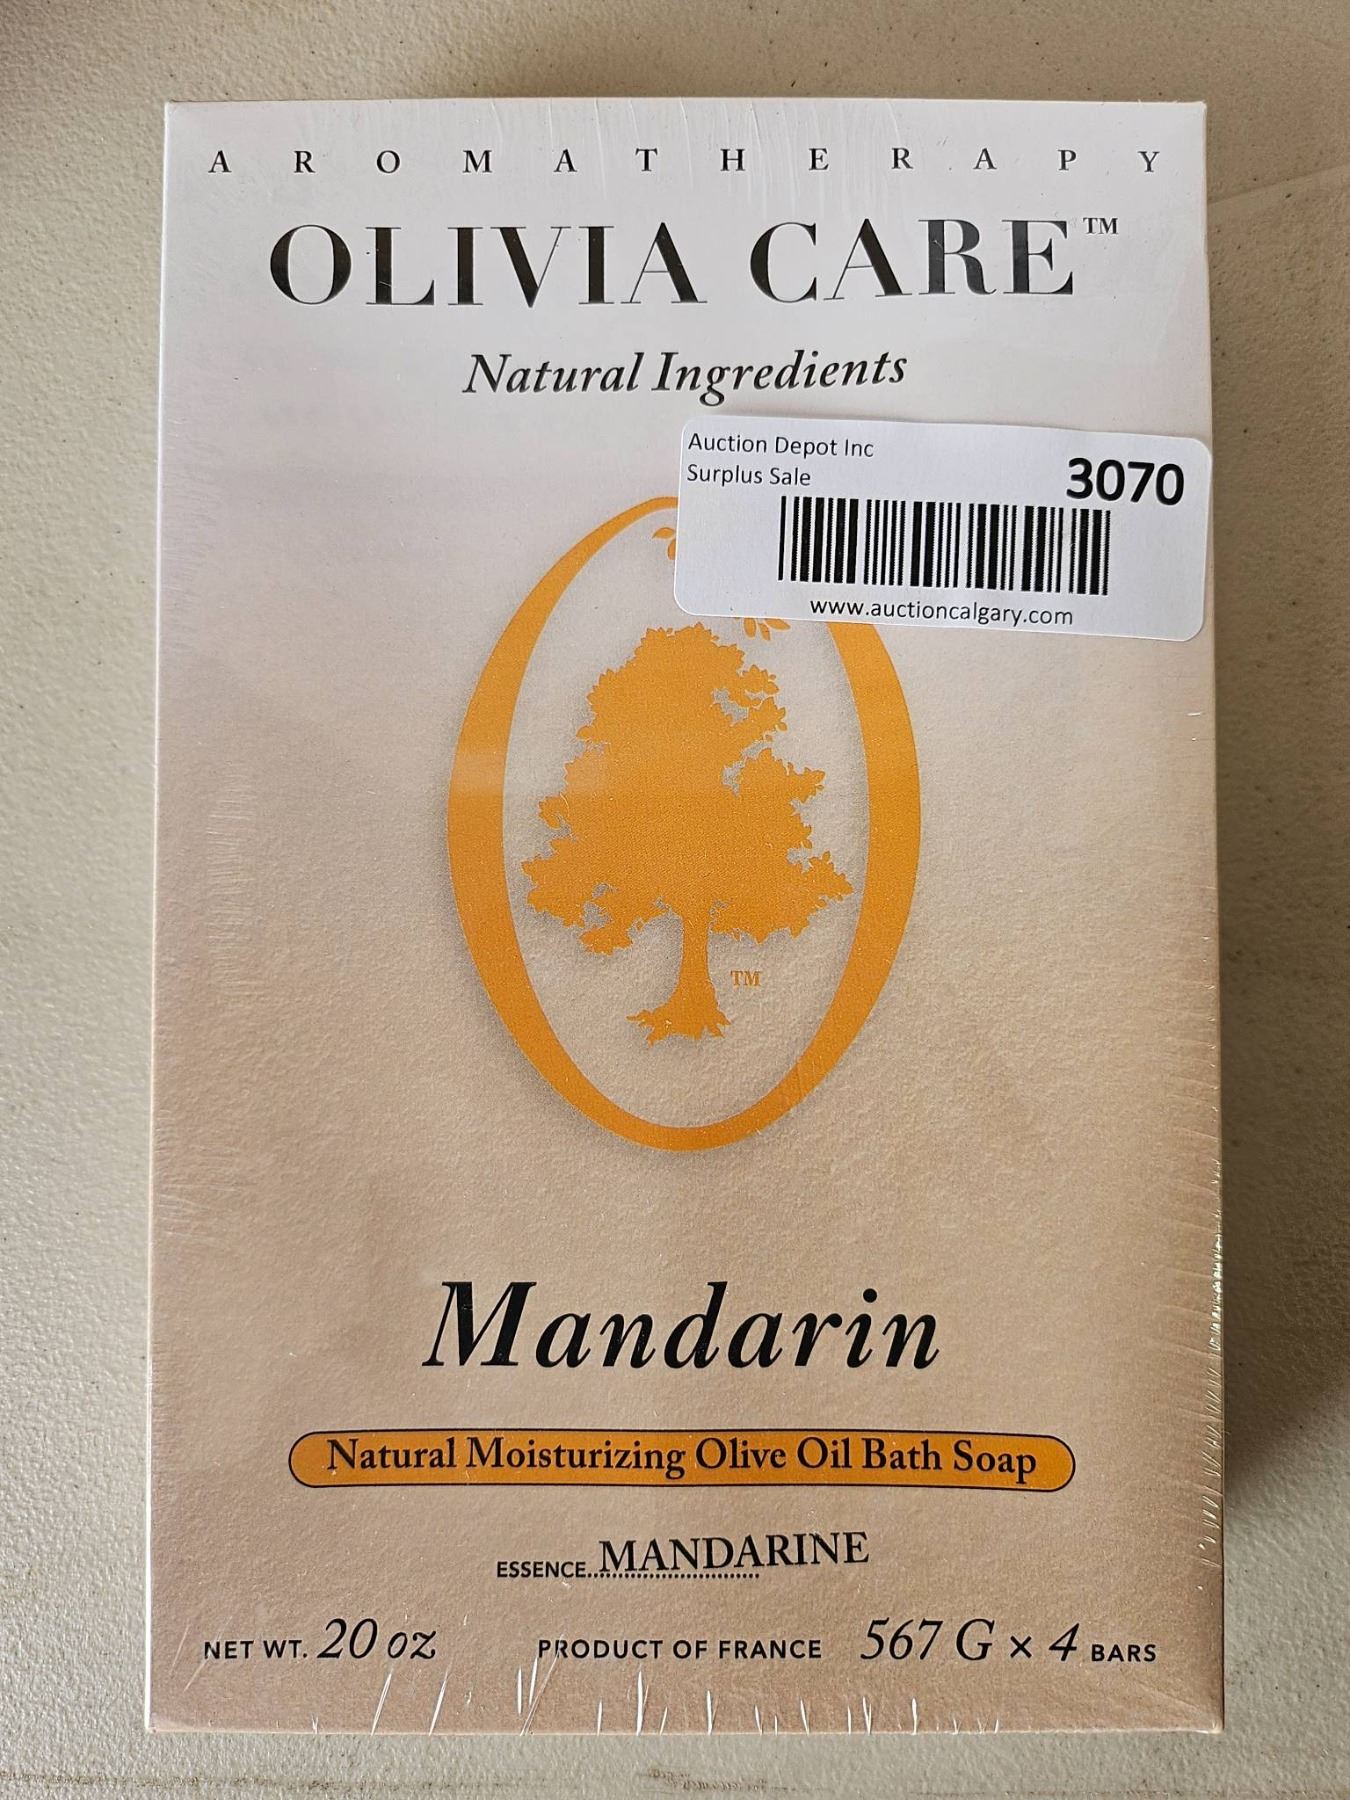 AROMATHERAPY
OLIVIA CARE™
Natural Ingredients
Auction Depot Inc
Surplus Sale
3070
www.auctioncalgary.com
TM
Mandarin
Natural Moisturizing Olive Oil Bath Soap
ESSENCE..MANDARINE
NET WT. 20 oz PRODUCT OF FRANCE 567 G × 4 BARS